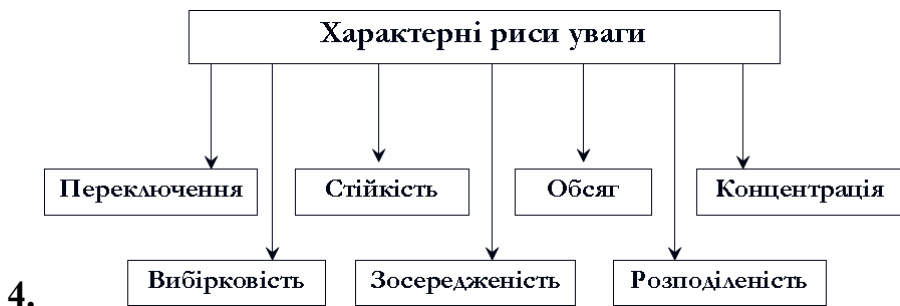 Характерні риси уваги
Переключення
Стійкість
Обсяг
Концентрація
Вибірковість
Зосередженість
Розподіленість
4.